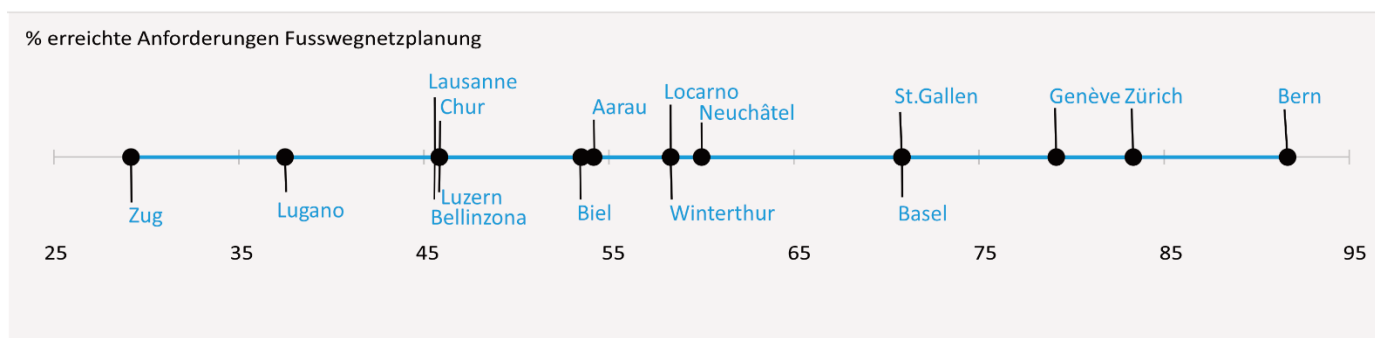 % erreichte Anforderungen Fusswegnetzplanung
Lausanne
Chur
Aarau
Locarno
Neuchâtel
St.Gallen
Genève Zürich
Bern
Zug
Lugano
Luzern
Bellinzona
Biel
Winterthur
Basel
25 35 45 55 65 75 85 95